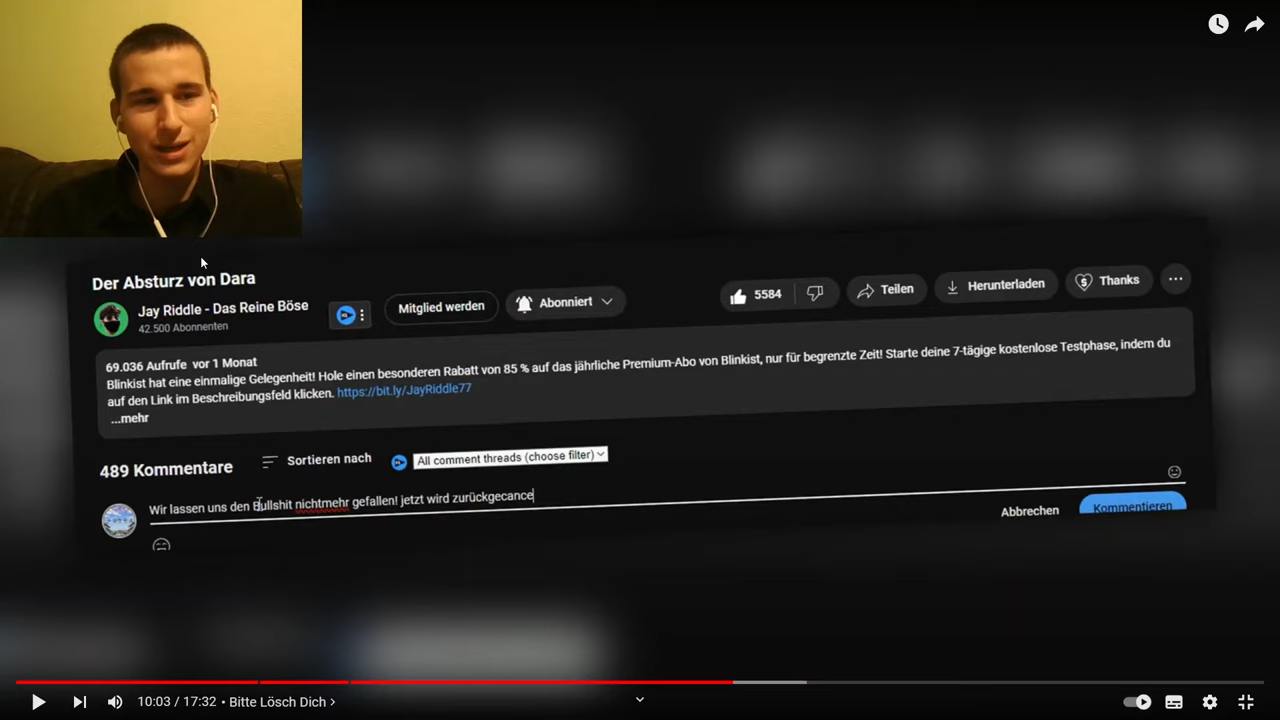 Der Absturz von Dara
Jay Riddle - Das Reine Böse
42.500 Abonnenten
Mitglied werden
Abonniert
5584
Teilen
Herunterladen
Thanks
69.036 Aufrufe vor 1 Monat
Blinkist hat eine einmalige Gelegenheit! Hole einen besonderen Rabatt von 85 % auf das jährliche Premium-Abo von Blinkist, nur für begrenzte Zeit! Starte deine 7-tägige kostenlose Testphase, indem du
auf den Link im Beschreibungsfeld klicken. https://bit.ly/JayRiddle77
...mehr
489 Kommentare
Sortieren nach
All comment threads (choose filter)
Wir lassen uns den Bullshit nichtmehr gefallen! jetzt wird zurückgecance
Abbrechen
Kommentieren
10:03 / 17:32 • Bitte Lösch Dich